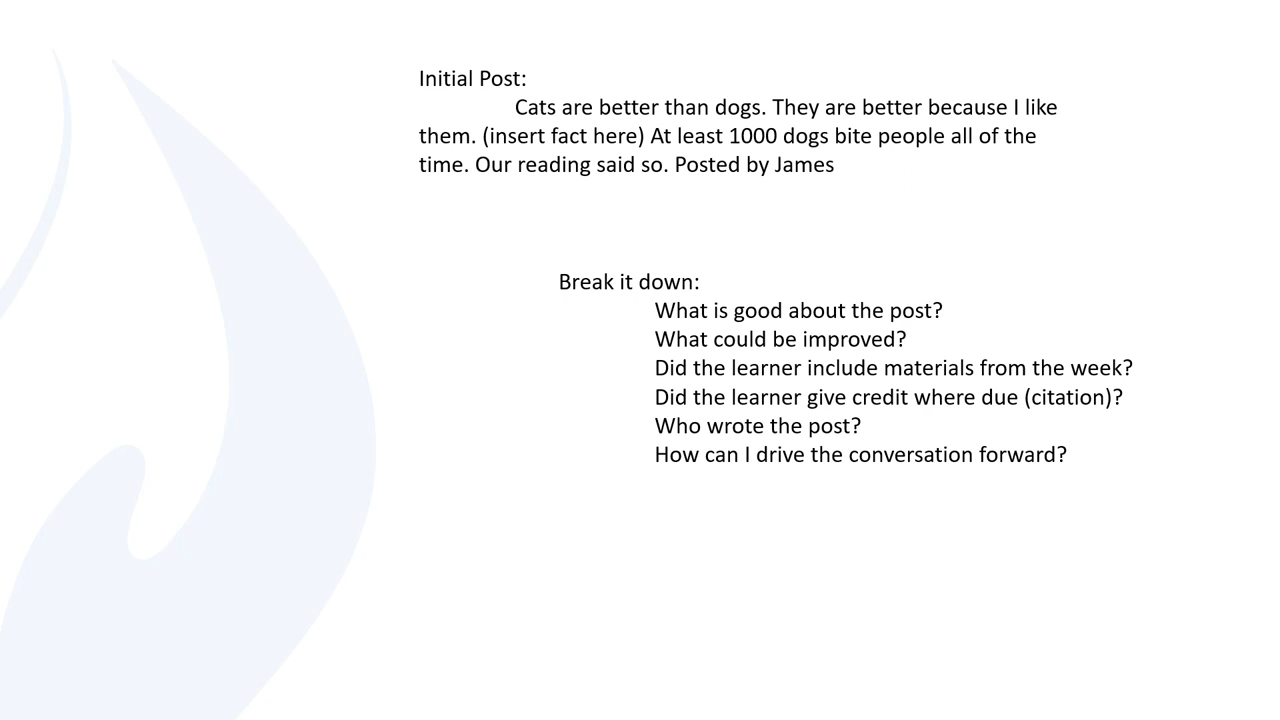 Initial Post:
Cats are better than dogs. They are better because I like
them. (insert fact here) At least 1000 dogs bite people all of the
time. Our reading said so. Posted by James
Break it down:
What is good about the post?
What could be improved?
Did the learner include materials from the week?
Did the learner give credit where due (citation)?
Who wrote the post?
How can I drive the conversation forward?